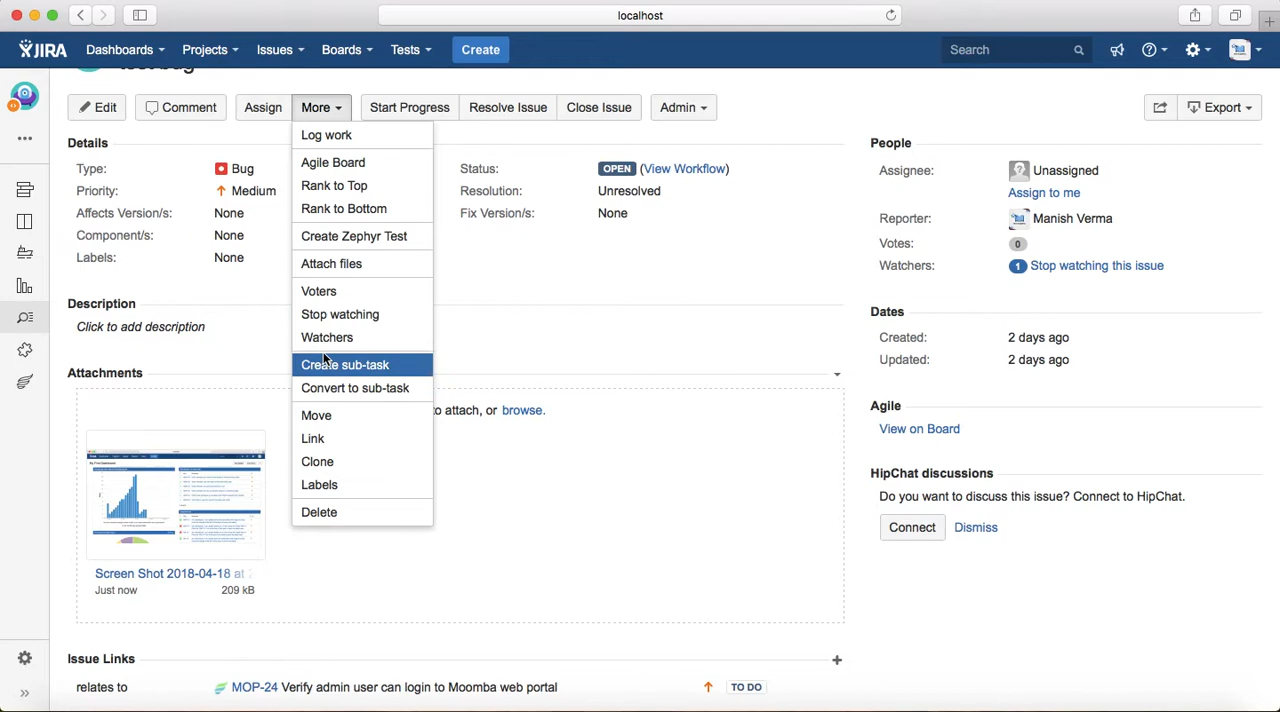 localhost
JIRA
Dashboards Projects Issues Boards Tests Create Search
test bug
Edit Comment Assign More Start Progress Resolve Issue Close Issue Admin Export
Log work
Agile Board
Rank to Top
Rank to Bottom
Create Zephyr Test
Attach files
Voters
Stop watching
Watchers
Create sub-task
Convert to sub-task
Move
Link
Clone
Labels
Delete
Details
Type: Bug
Priority: Medium
Affects Version/s: None
Component/s: None
Labels: None
Status: OPEN (View Workflow)
Resolution: Unresolved
Fix Version/s: None
Description
Click to add description
Attachments
o attach, or browse.
Screen Shot 2018-04-18 at
Just now 209 kB
Issue Links
relates to MOP-24 Verify admin user can login to Moomba web portal TO DO
People
Assignee: Unassigned
Assign to me
Reporter: Manish Verma
Votes: 0
Watchers: 1 Stop watching this issue
Dates
Created: 2 days ago
Updated: 2 days ago
Agile
View on Board
HipChat discussions
Do you want to discuss this issue? Connect to HipChat.
Connect Dismiss